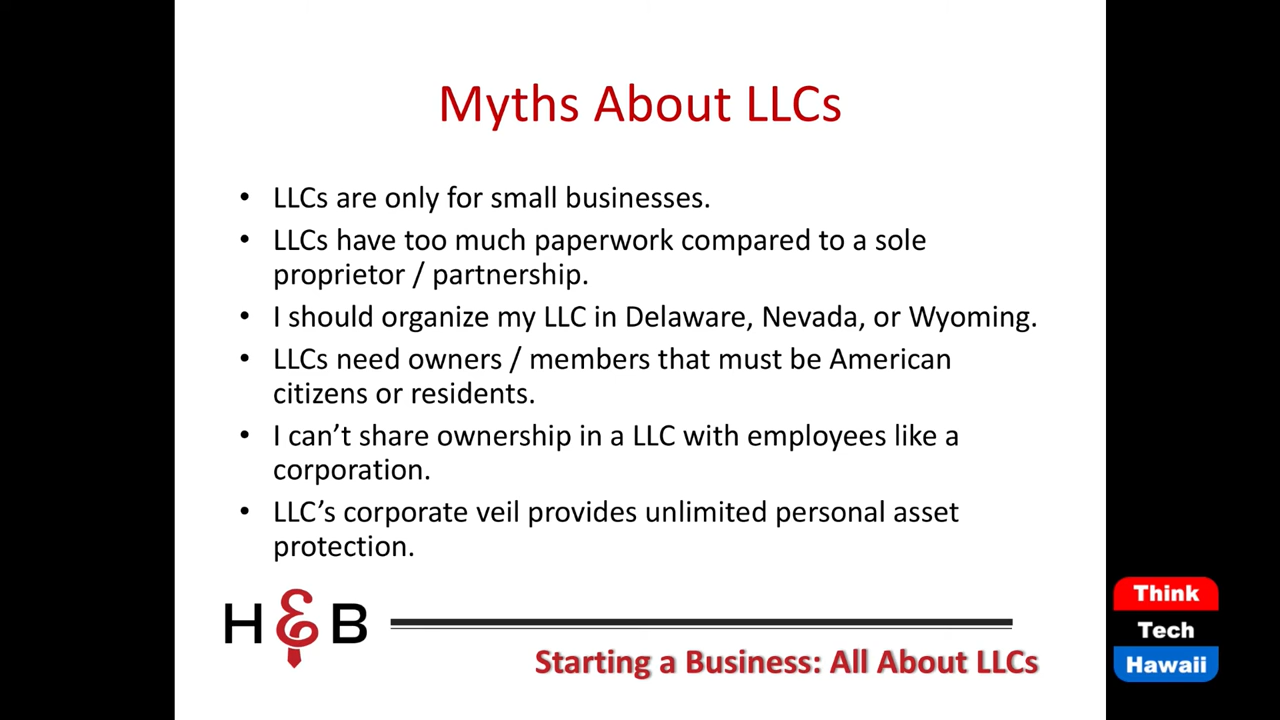 Myths About LLCs
• LLCs are only for small businesses.
• LLCs have too much paperwork compared to a sole
proprietor / partnership.
• I should organize my LLC in Delaware, Nevada, or Wyoming.
• LLCs need owners / members that must be American
citizens or residents.
• I can’t share ownership in a LLC with employees like a
corporation.
• LLC’s corporate veil provides unlimited personal asset
protection.
H & B
Starting a Business: All About LLCs
Think
Tech
Hawaii